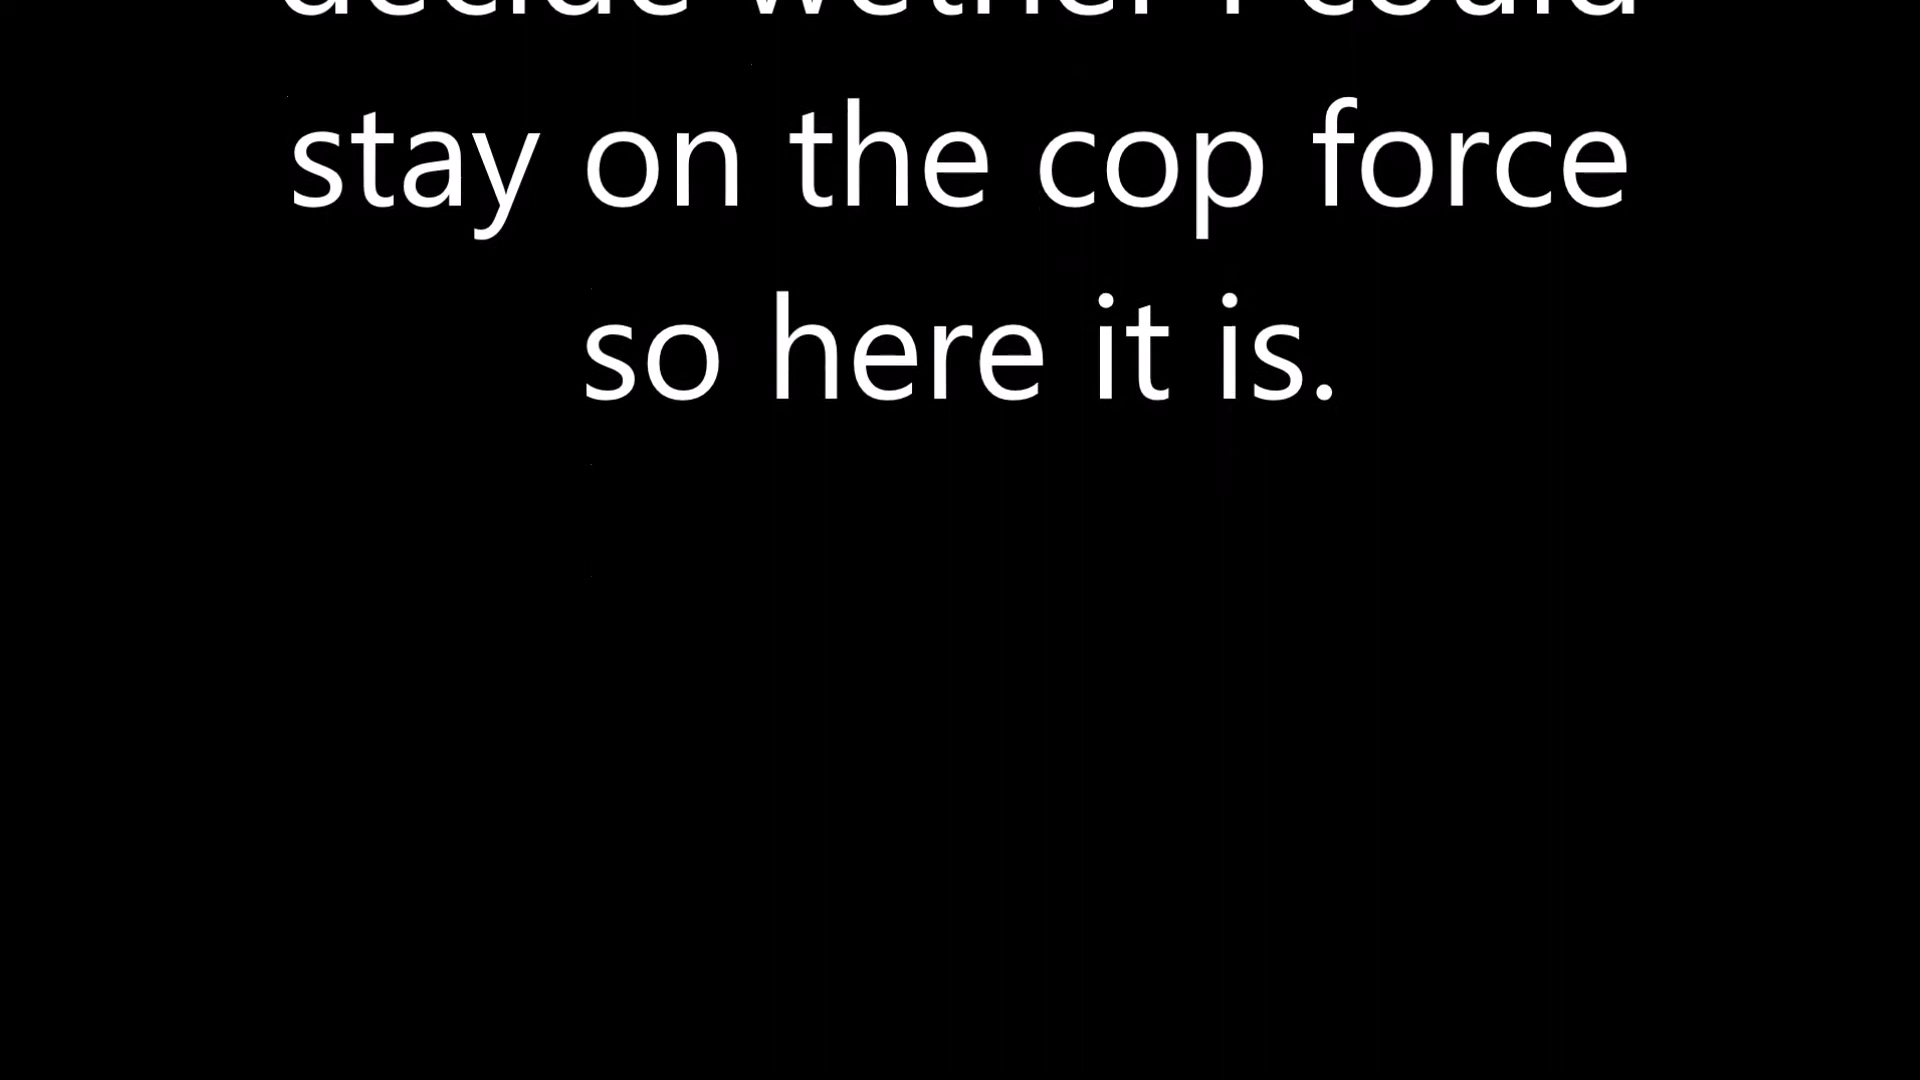 decide wether I could
stay on the cop force
so here it is.